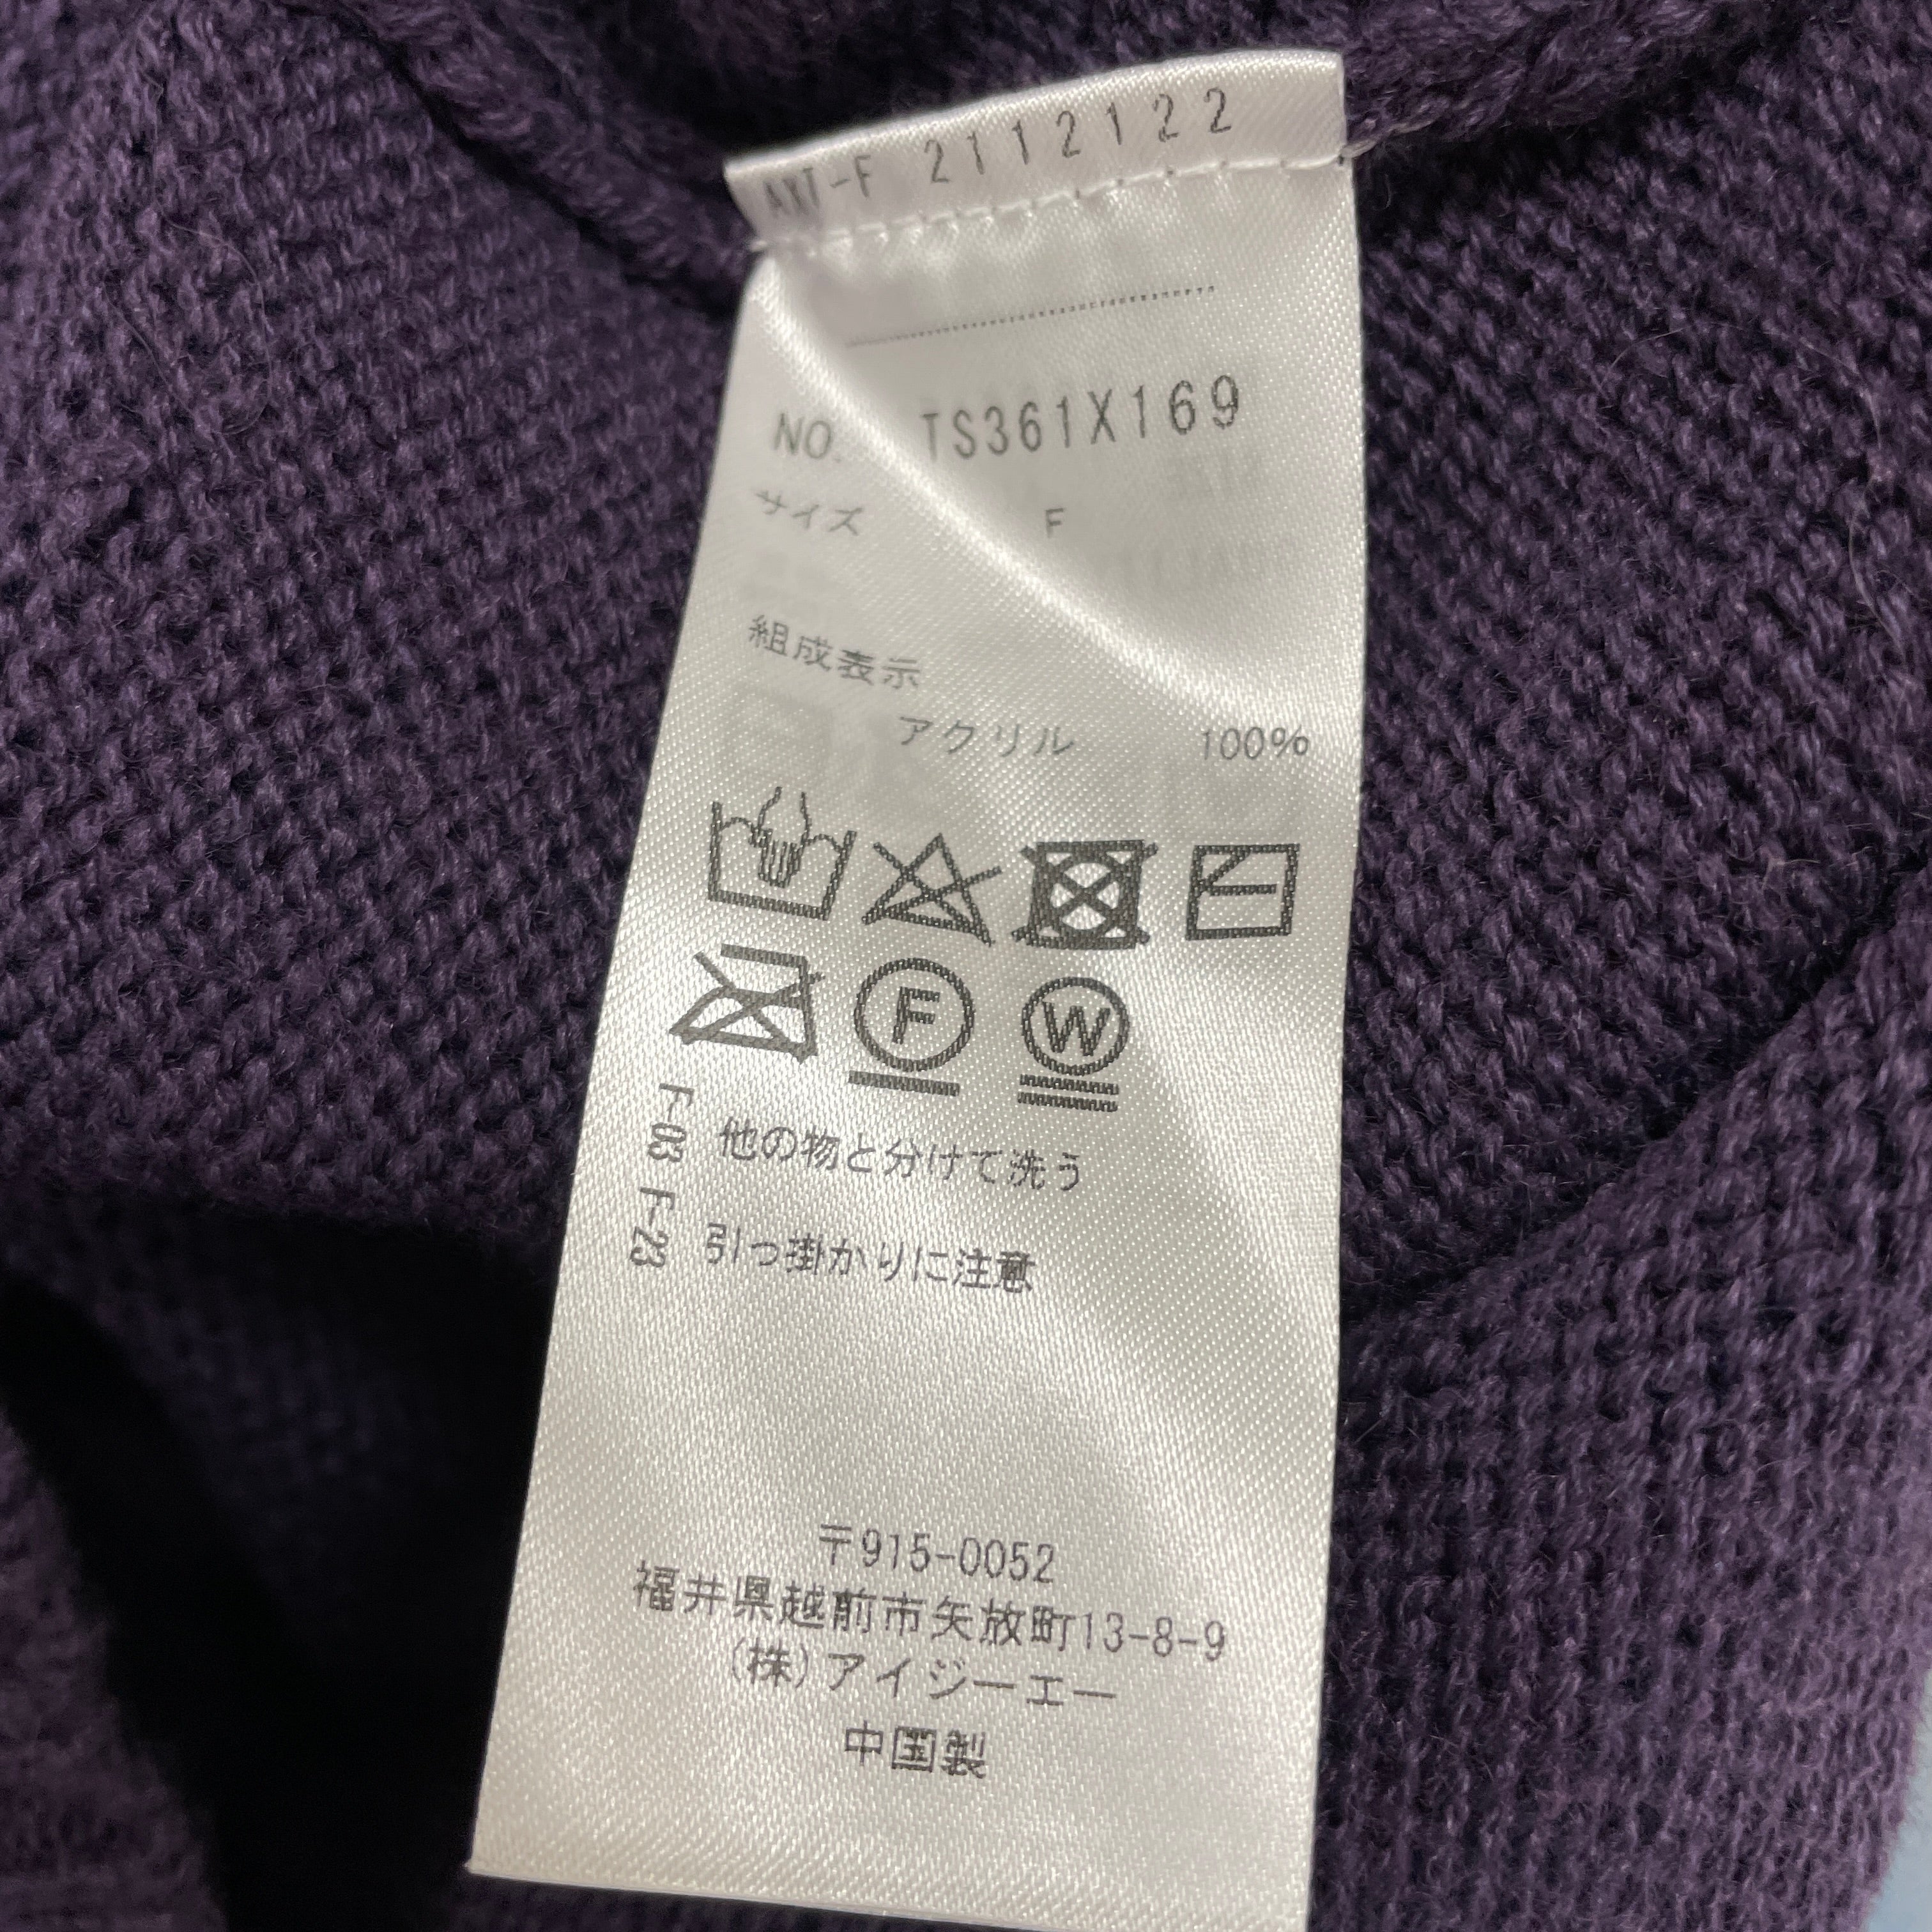 AXT-F 2112122
NO. TS361X169
サイズ F
組成表示
アクリル 100%
F
W
F-03 他の物と分けて洗う
F-23 引っ掛かりに注意
〒915-0052
福井県越前市矢放町13-8-9
(株)アイジーエー
中国製